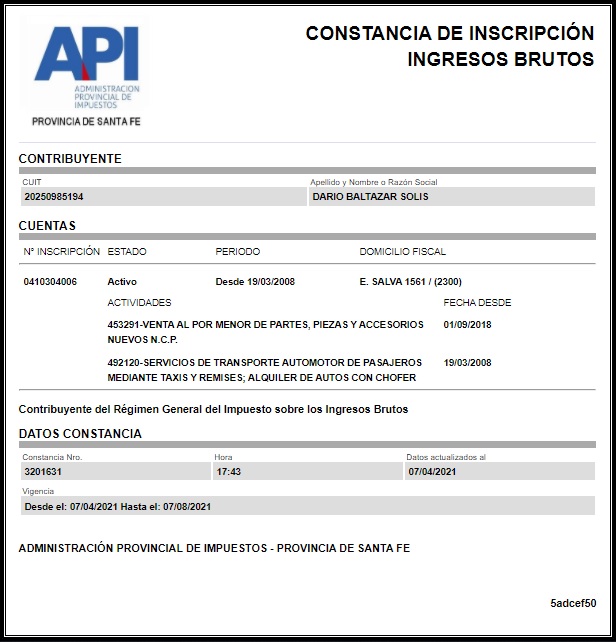 API
ADMINISTRACION
PROVINCIAL DE
IMPUESTOS
PROVINCIA DE SANTA FE
CONSTANCIA DE INSCRIPCIÓN
INGRESOS BRUTOS
CONTRIBUYENTE
CUIT Apellido y Nombre o Razón Social
20250985194 DARIO BALTAZAR SOLIS
CUENTAS
N° INSCRIPCIÓN ESTADO PERIODO DOMICILIO FISCAL
0410304006 Activo Desde 19/03/2008 E. SALVA 1561 / (2300)
ACTIVIDADES FECHA DESDE
453291-VENTA AL POR MENOR DE PARTES, PIEZAS Y ACCESORIOS 01/09/2018
NUEVOS N.C.P.
492120-SERVICIOS DE TRANSPORTE AUTOMOTOR DE PASAJEROS 19/03/2008
MEDIANTE TAXIS Y REMISES; ALQUILER DE AUTOS CON CHOFER
Contribuyente del Régimen General del Impuesto sobre los Ingresos Brutos
DATOS CONSTANCIA
Constancia Nro. Hora Datos actualizados al
3201631 17:43 07/04/2021
Vigencia
Desde el: 07/04/2021 Hasta el: 07/08/2021
ADMINISTRACIÓN PROVINCIAL DE IMPUESTOS - PROVINCIA DE SANTA FE
5adcef50